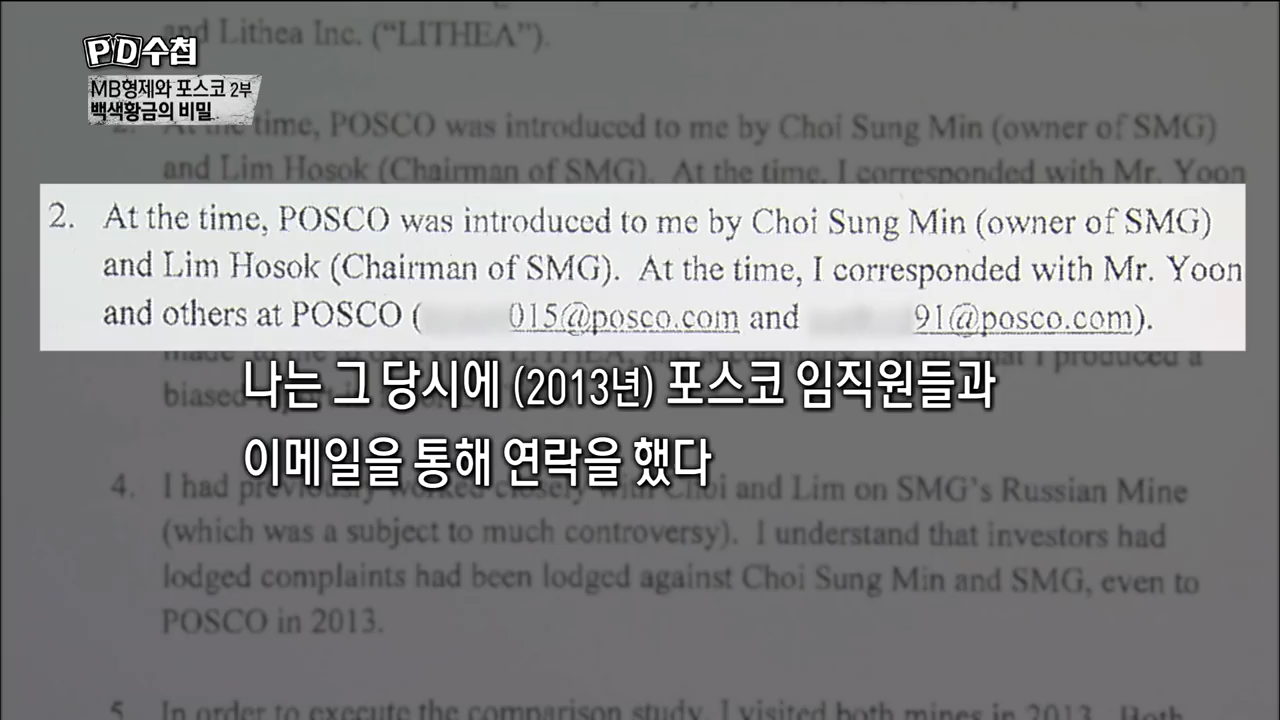 PD수첩
MB형제와 포스코 2부
백색황금의 비밀
and Lithea Inc. ("LITHEA").
2. At the time, POSCO was introduced to me by Choi Sung Min (owner of SMG)
and Lim Hosok (Chairman of SMG). At the time, I corresponded with Mr. Yoon
2. At the time, POSCO was introduced to me by Choi Sung Min (owner of SMG)
and Lim Hosok (Chairman of SMG). At the time, I corresponded with Mr. Yoon
and others at POSCO ( 015@posco.com and 91@posco.com).
that I produced a
biased
나는 그 당시에 (2013년) 포스코 임직원들과
이메일을 통해 연락을 했다
4. I had previously worked closely with Choi and Lim on SMG's Russian Mine
(which was a subject to much controversy). I understand that investors had
lodged complaints had been lodged against Choi Sung Min and SMG, even to
POSCO in 2013.
5. In order to execute the comparison study, I visited both mines in 2013. Both